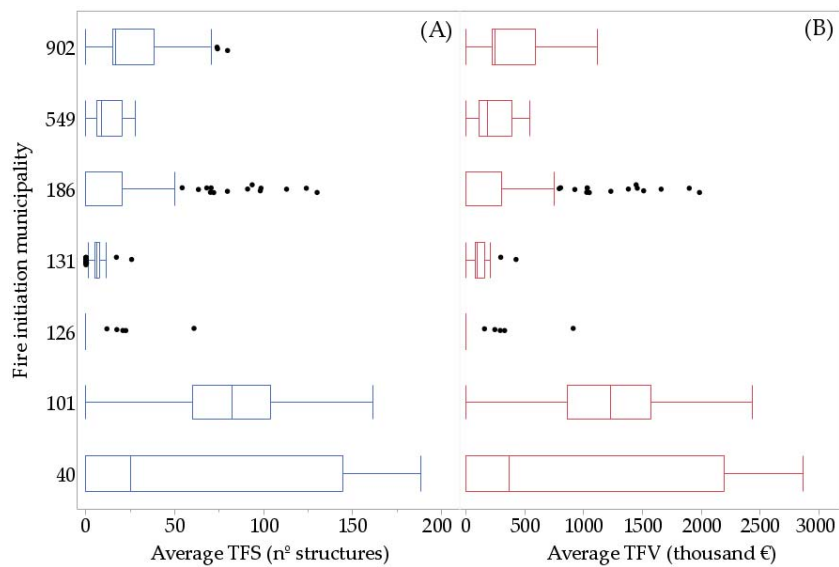 (A)
(B)
Fire initiation municipality
902
549
186
131
126
101
40
0 50 100 150 200
0 500 1000 1500 2000 2500 3000
Average TFS (nº structures)
Average TFV (thousand €)